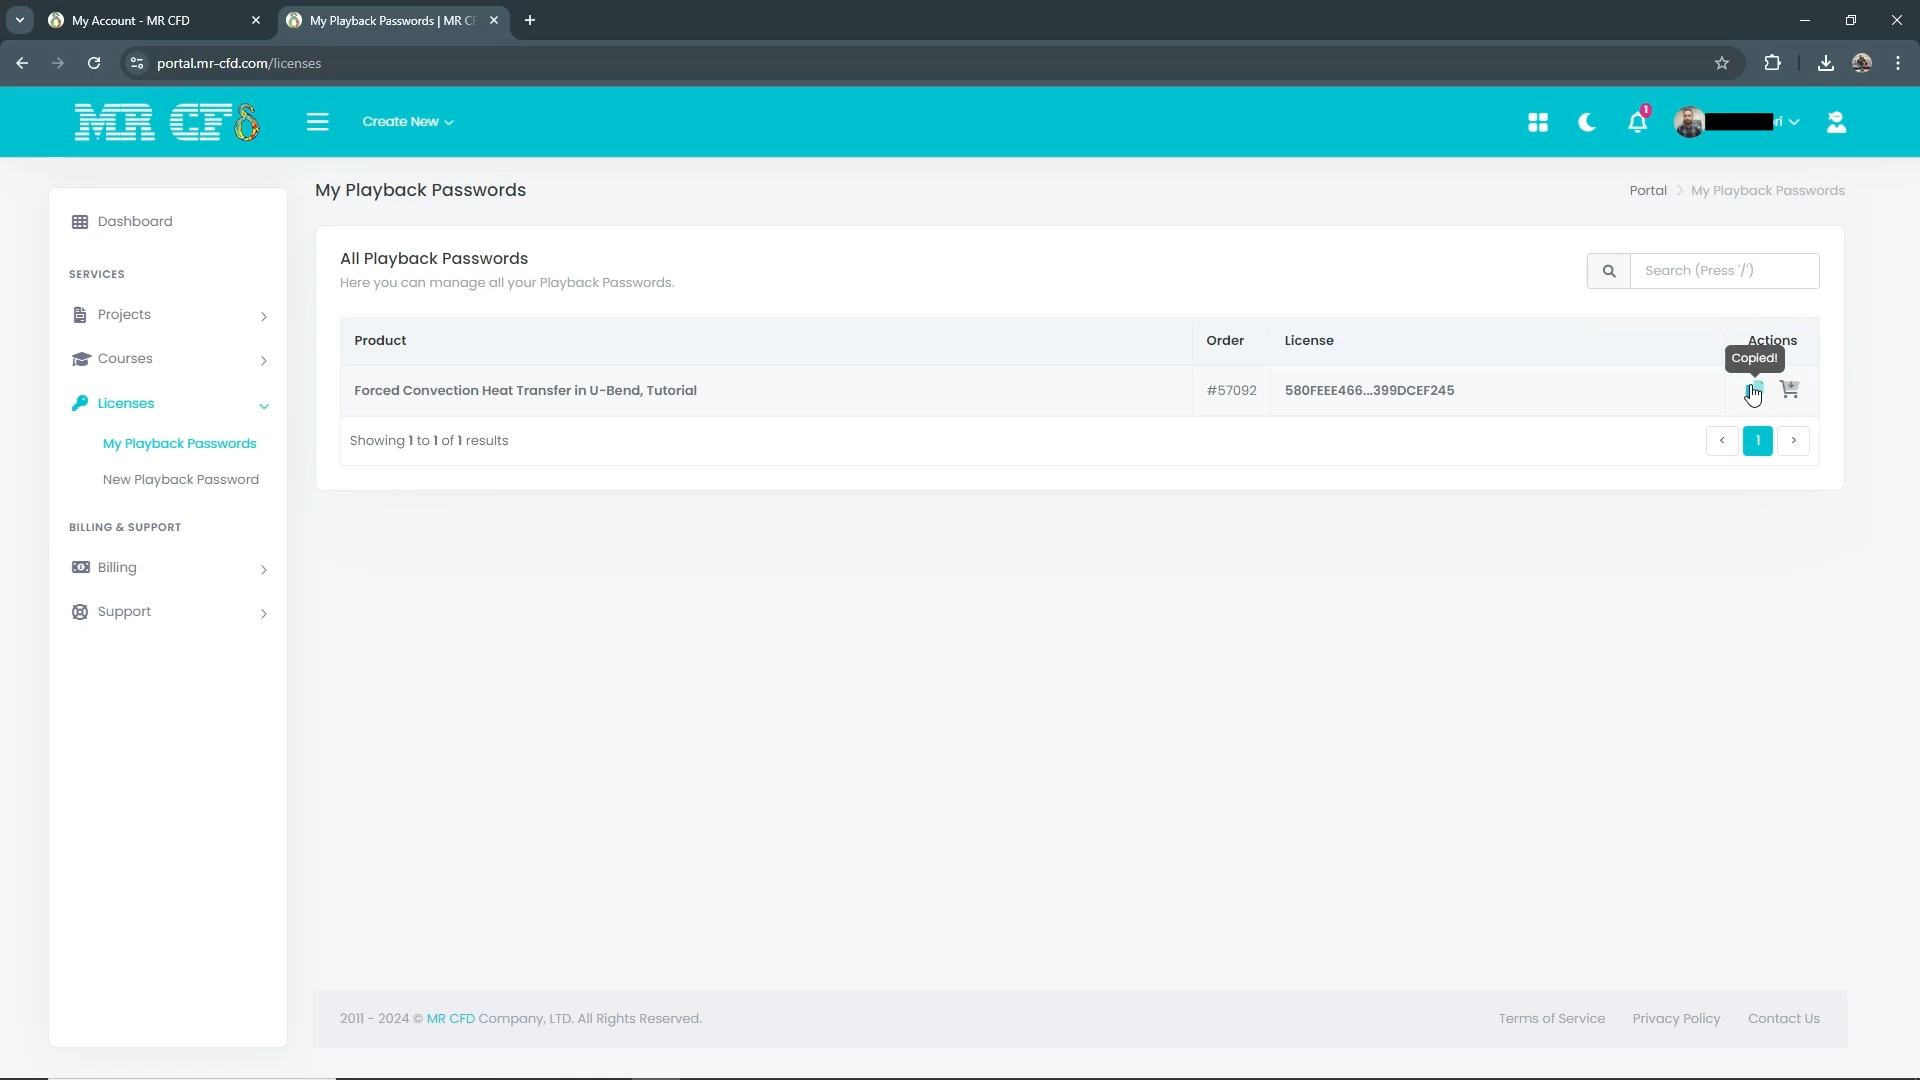 My Account - MR CFD
My Playback Passwords | MR CF
portal.mr-cfd.com/licenses
MR CFD
Create New
1
ri
My Playback Passwords
Portal > My Playback Passwords
Dashboard
SERVICES
Projects
Courses
Licenses
My Playback Passwords
New Playback Password
BILLING & SUPPORT
Billing
Support
All Playback Passwords
Here you can manage all your Playback Passwords.
Search (Press '/')
Product Order License Actions
Copied!
Forced Convection Heat Transfer in U-Bend, Tutorial #57092 580FEEE466...399DCEF245
Showing 1 to 1 of 1 results
‹ 1 ›
2011 - 2024 © MR CFD Company, LTD. All Rights Reserved.
Terms of Service Privacy Policy Contact Us